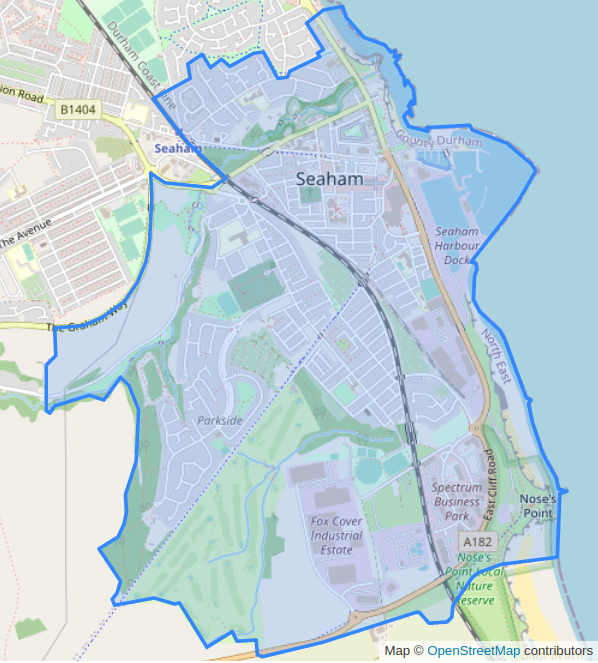 Durham Coast Line
ion Road
B1404
Seaham
County Durham
Seaham
The Avenue
Seaham
Harbour
Dock
The Graham Way
North East
Parkside
East Cliff Road
Spectrum
Business
Park
Nose's
Point
Fox Cover
Industrial
Estate
A182
Nose's
Point Local
Nature
Reserve
Map © OpenStreetMap contributors